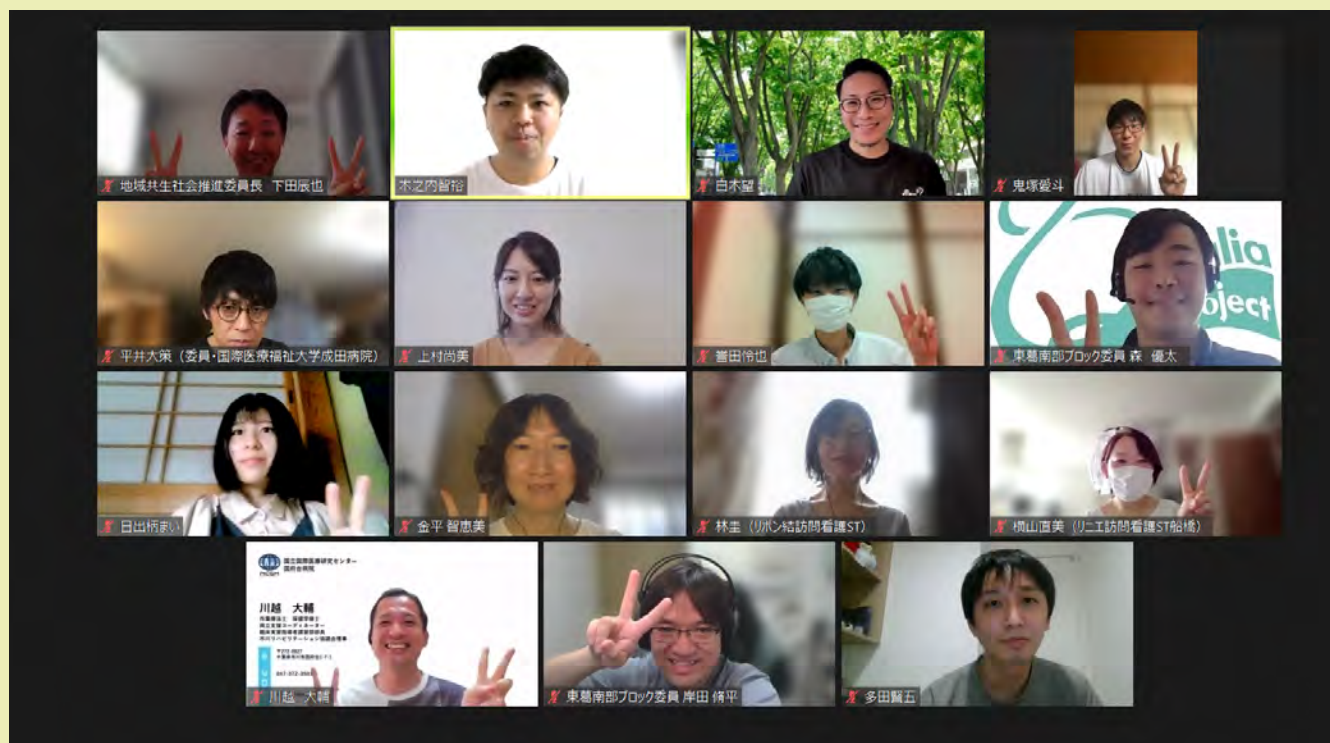 地域共生社会推進委員長 下田辰也
木之内智裕
白木望
鬼塚愛斗
平井大策（委員・国際医療福祉大学成田病院）
上村尚美
誉田伶也
alia
oject
東葛南部ブロック委員 森 優太
日出柄まい
金平 智恵美
林圭（リボン結訪問看護ST）
横山直美（リニエ訪問看護ST船橋）
国立国際医療研究センター
国府台病院
川越 大輔
川越 大輔
東葛南部ブロック委員 岸田 脩平
多田賢五